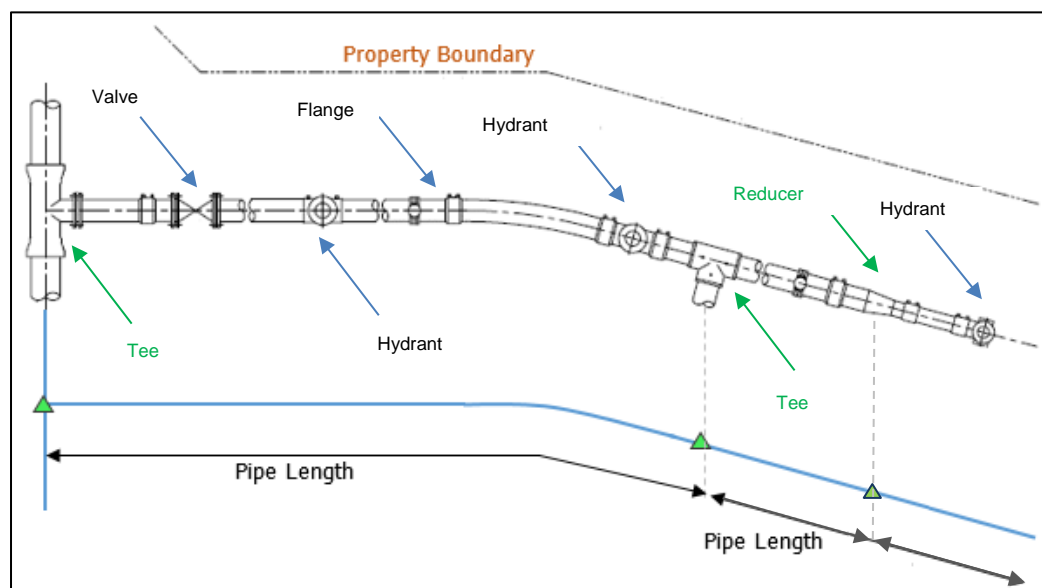 Property Boundary
Valve
Flange
Hydrant
Reducer
Hydrant
Tee
Hydrant
Tee
Pipe Length
Pipe Length